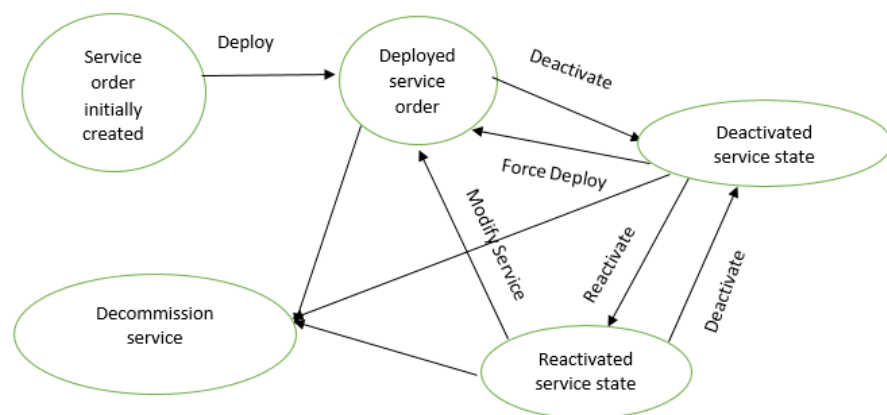 Service
order
initially
created
Deploy
Deployed
service
order
Deactivate
Deactivated
service state
Force Deploy
Modify Service
Reactivate
Deactivate
Decommission
service
Reactivated
service state